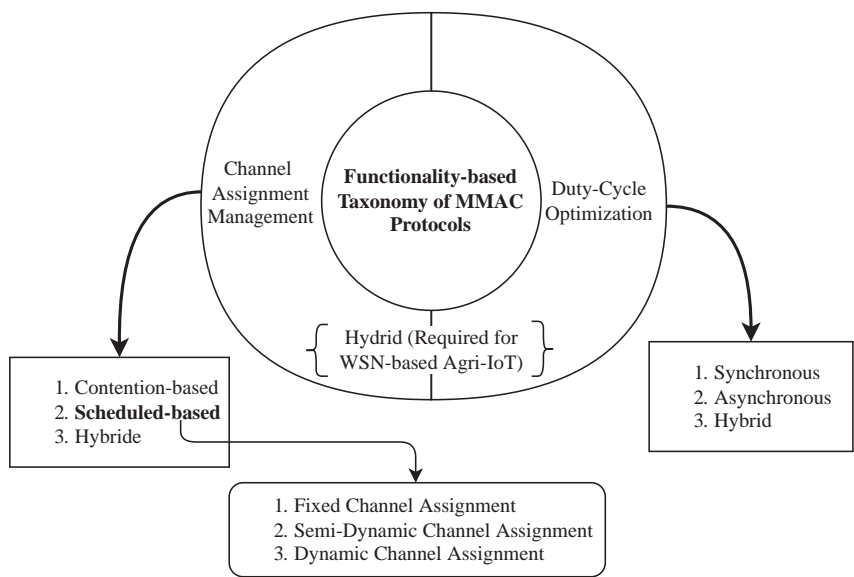 Channel
Assignment
Management
Functionality-based
Taxonomy of MMAC
Protocols
Duty-Cycle
Optimization
Hydrid (Required for
WSN-based Agri-IoT)
1. Contention-based
2. Scheduled-based
3. Hybride
1. Synchronous
2. Asynchronous
3. Hybrid
1. Fixed Channel Assignment
2. Semi-Dynamic Channel Assignment
3. Dynamic Channel Assignment